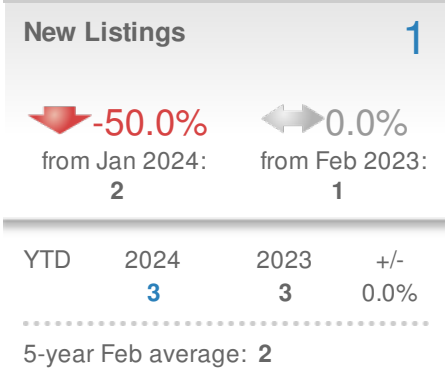 New Listings 1
-50.0% 0.0%
from Jan 2024: from Feb 2023:
2 1
YTD 2024 2023 +/-
3 3 0.0%
5-year Feb average: 2